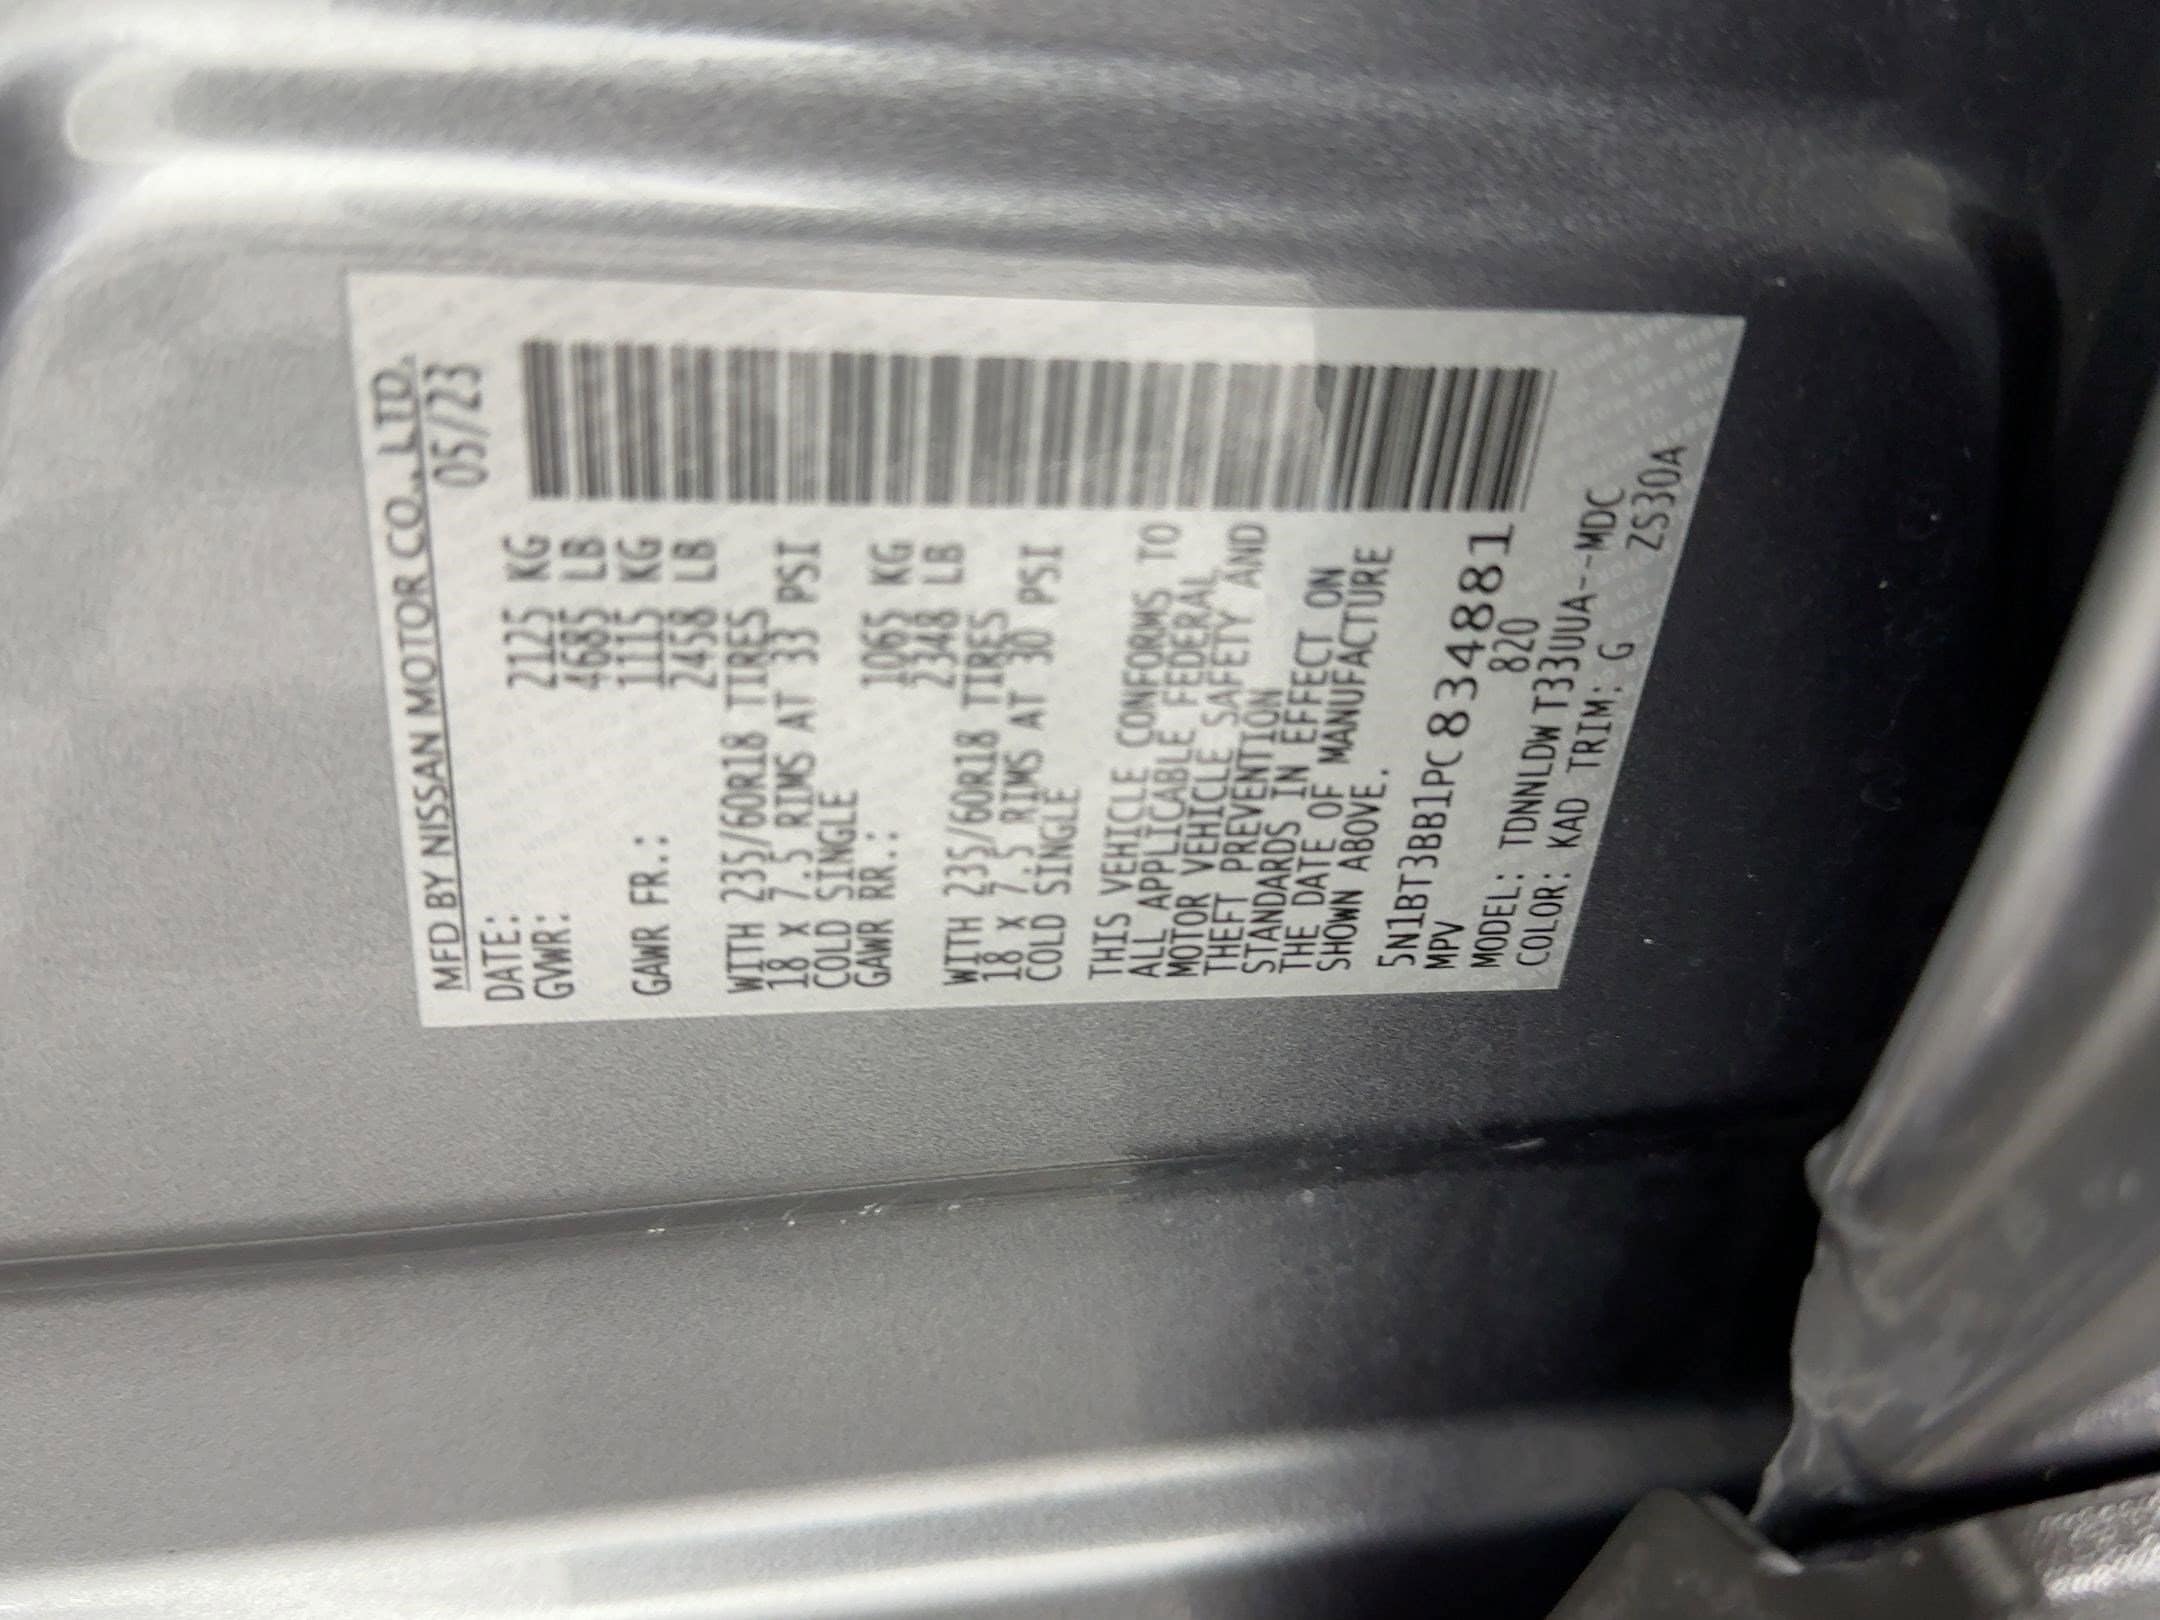 MFD BY NISSAN MOTOR CO., LTD.
DATE: 05/23
GVWR: 2125 KG
4685 LB
GAWR FR.: 1115 KG
2458 LB
WITH 235/60R18 TIRES
18 X 7.5 RIMS AT 33 PSI
COLD SINGLE
GAWR RR.: 1065 KG
2348 LB
WITH 235/60R18 TIRES
18 X 7.5 RIMS AT 30 PSI
COLD SINGLE
THIS VEHICLE CONFORMS TO
ALL APPLICABLE FEDERAL
MOTOR VEHICLE SAFETY AND
THEFT PREVENTION
STANDARDS IN EFFECT ON
THE DATE OF MANUFACTURE
SHOWN ABOVE.
5N1BT3BB1PC834881
MPV 820
MODEL: TDNNLDWT33UUA--MDC
COLOR: KAD TRIM: G ZS30A